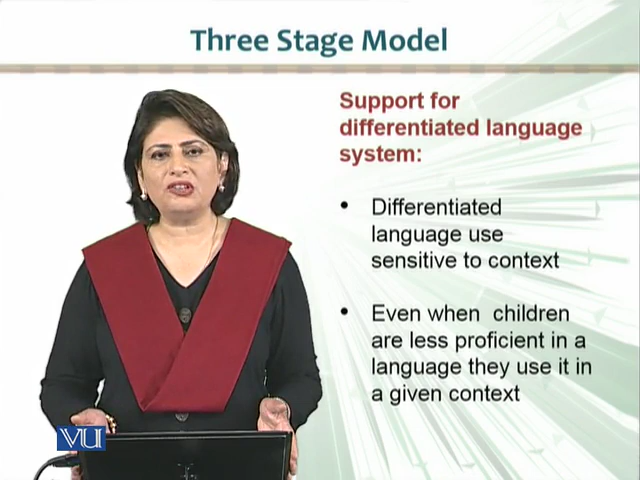 Three Stage Model
Support for
differentiated language
system:
• Differentiated
language use
sensitive to context
• Even when children
are less proficient in a
language they use it in
a given context
VU